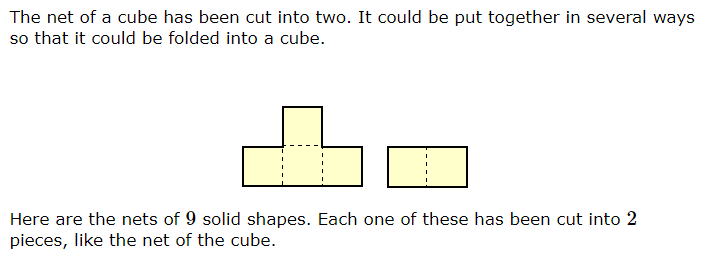 The net of a cube has been cut into two. It could be put together in several ways
so that it could be folded into a cube.
Here are the nets of 9 solid shapes. Each one of these has been cut into 2
pieces, like the net of the cube.